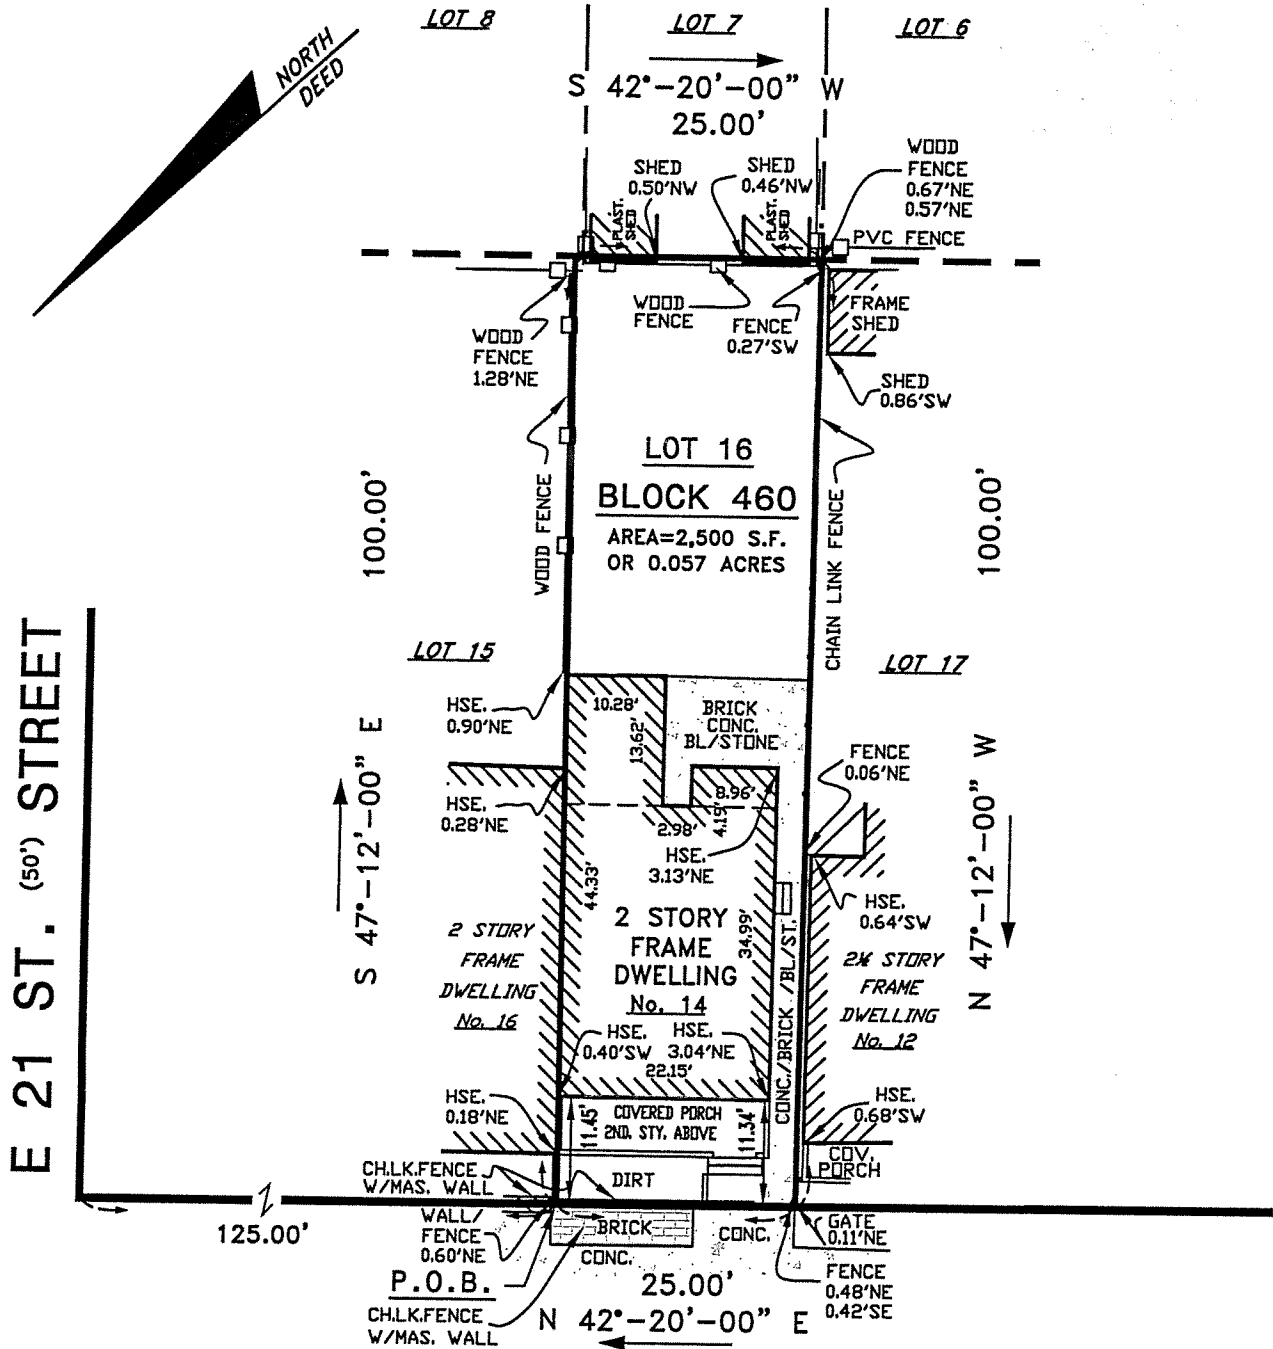 LOT 8
LOT 7
LOT 6
NORTH
DEED
S 42°-20'-00" W
25.00'
SHED
0.50'NW
SHED
0.46'NW
WOOD
FENCE
0.67'NE
0.57'NE
PLAST.
SHED
PLAST.
SHED
PVC FENCE
WOOD
FENCE
1.28'NE
WOOD
FENCE
FENCE
0.27'SW
FRAME
SHED
SHED
0.86'SW
LOT 16
BLOCK 460
AREA=2,500 S.F.
OR 0.057 ACRES
100.00'
WOOD FENCE
CHAIN LINK FENCE
100.00'
LOT 15
LOT 17
E 21 ST. (50') STREET
HSE.
0.90'NE
10.28'
13.62'
BRICK
CONC.
BL/STONE
FENCE
0.06'NE
S 47°-12'-00" E
N 47°-12'-00" W
HSE.
0.28'NE
8.96'
4.19'
2.98'
HSE.
3.13'NE
44.33'
34.99'
HSE.
0.64'SW
2 STORY
FRAME
DWELLING
No. 16
2 STORY
FRAME
DWELLING
No. 14
CONC./BRICK /BL/ST.
2½ STORY
FRAME
DWELLING
No. 12
HSE.
0.40'SW
HSE.
3.04'NE
22.15'
HSE.
0.18'NE
11.45'
COVERED PORCH
2ND. STY. ABOVE
11.34'
HSE.
0.68'SW
COV.
PORCH
CH.LK.FENCE
W/MAS. WALL
DIRT
125.00'
WALL/
FENCE
0.60'NE
BRICK
CONC.
CONC.
GATE
0.11'NE
P.O.B.
25.00'
FENCE
0.48'NE
0.42'SE
CH.LK.FENCE
W/MAS. WALL
N 42°-20'-00" E